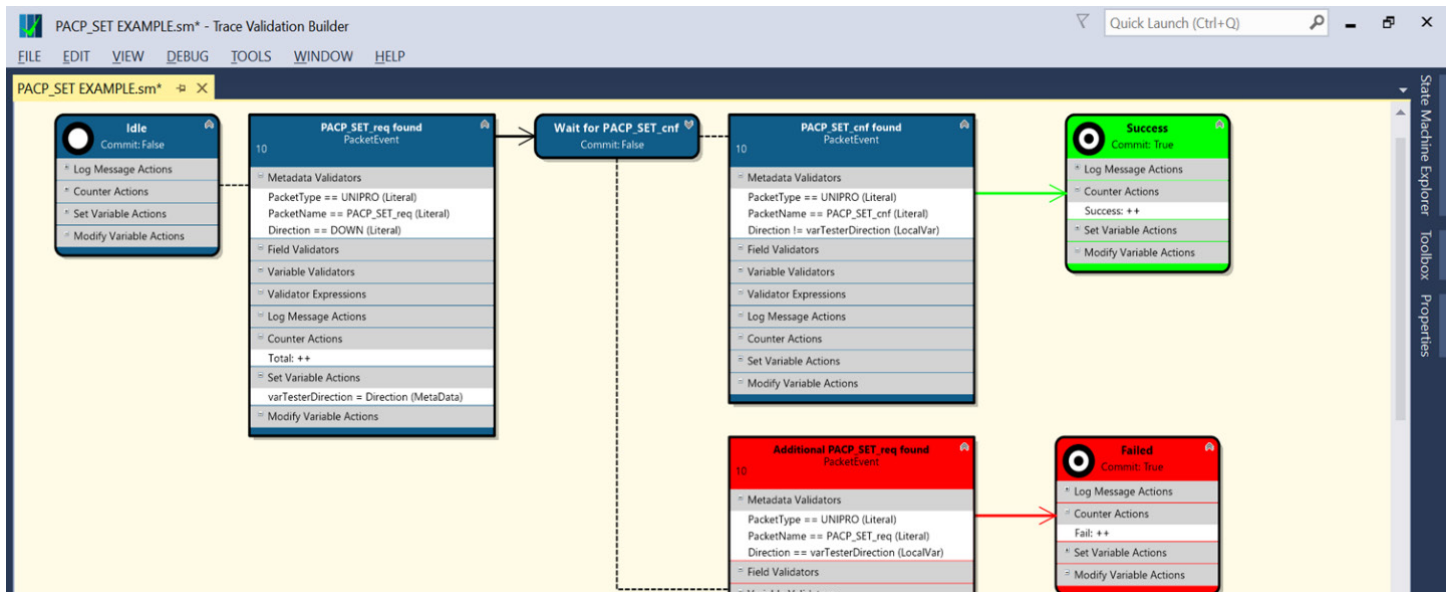 PACP_SET EXAMPLE.sm* - Trace Validation Builder
Quick Launch (Ctrl+Q)
FILE EDIT VIEW DEBUG TOOLS WINDOW HELP
PACP_SET EXAMPLE.sm*
Idle
Commit: False
Log Message Actions
Counter Actions
Set Variable Actions
Modify Variable Actions
PACP_SET_req found
PacketEvent
10
Metadata Validators
PacketType == UNIPRO (Literal)
PacketName == PACP_SET_req (Literal)
Direction == DOWN (Literal)
Field Validators
Variable Validators
Validator Expressions
Log Message Actions
Counter Actions
Total: ++
Set Variable Actions
varTesterDirection = Direction (MetaData)
Modify Variable Actions
Wait for PACP_SET_cnf
Commit: False
PACP_SET_cnf found
PacketEvent
10
Metadata Validators
PacketType == UNIPRO (Literal)
PacketName == PACP_SET_cnf (Literal)
Direction != varTesterDirection (LocalVar)
Field Validators
Variable Validators
Validator Expressions
Log Message Actions
Counter Actions
Set Variable Actions
Modify Variable Actions
Success
Commit: True
Log Message Actions
Counter Actions
Success: ++
Set Variable Actions
Modify Variable Actions
Additional PACP_SET_req found
PacketEvent
10
Metadata Validators
PacketType == UNIPRO (Literal)
PacketName == PACP_SET_req (Literal)
Direction == varTesterDirection (LocalVar)
Field Validators
Failed
Commit: True
Log Message Actions
Counter Actions
Fail: ++
Set Variable Actions
Modify Variable Actions
State Machine Explorer
Toolbox
Properties